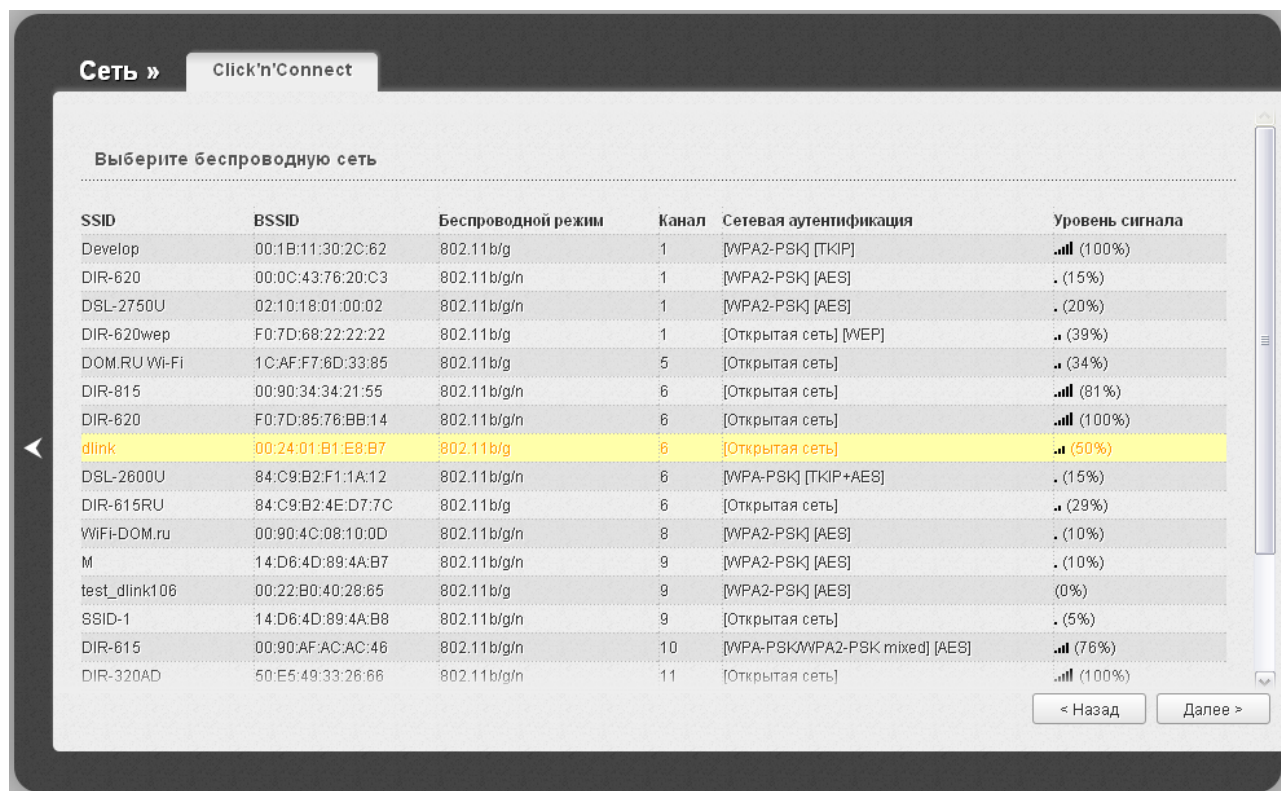 Сеть » Click'n'Connect
Выберите беспроводную сеть
SSID BSSID Беспроводной режим Канал Сетевая аутентификация Уровень сигнала
Develop 00:1B:11:30:2C:62 802.11b/g 1 [WPA2-PSK] [TKIP] (100%)
DIR-620 00:0C:43:76:20:C3 802.11b/g/n 1 [WPA2-PSK] [AES] (15%)
DSL-2750U 02:10:18:01:00:02 802.11b/g/n 1 [WPA2-PSK] [AES] (20%)
DIR-620wep F0:7D:68:22:22:22 802.11b/g 1 [Открытая сеть] [WEP] (39%)
DOM.RU Wi-Fi 1C:AF:F7:6D:33:85 802.11b/g 5 [Открытая сеть] (34%)
DIR-815 00:90:34:34:21:55 802.11b/g/n 6 [Открытая сеть] (81%)
DIR-620 F0:7D:85:76:BB:14 802.11b/g/n 6 [Открытая сеть] (100%)
dlink 00:24:01:B1:E8:B7 802.11b/g 6 [Открытая сеть] (50%)
DSL-2600U 84:C9:B2:F1:1A:12 802.11b/g/n 6 [WPA-PSK] [TKIP+AES] (15%)
DIR-615RU 84:C9:B2:4E:D7:7C 802.11b/g 6 [Открытая сеть] (29%)
WiFi-DOM.ru 00:90:4C:08:10:0D 802.11b/g/n 8 [WPA2-PSK] [AES] (10%)
M 14:D6:4D:89:4A:B7 802.11b/g/n 9 [WPA2-PSK] [AES] (10%)
test_dlink106 00:22:B0:40:28:65 802.11b/g 9 [WPA2-PSK] [AES] (0%)
SSID-1 14:D6:4D:89:4A:B8 802.11b/g/n 9 [Открытая сеть] (5%)
DIR-615 00:90:AF:AC:AC:46 802.11b/g/n 10 [WPA-PSK/WPA2-PSK mixed] [AES] (76%)
DIR-320AD 50:E5:49:33:26:66 802.11b/g/n 11 [Открытая сеть] (100%)
< Назад Далее >